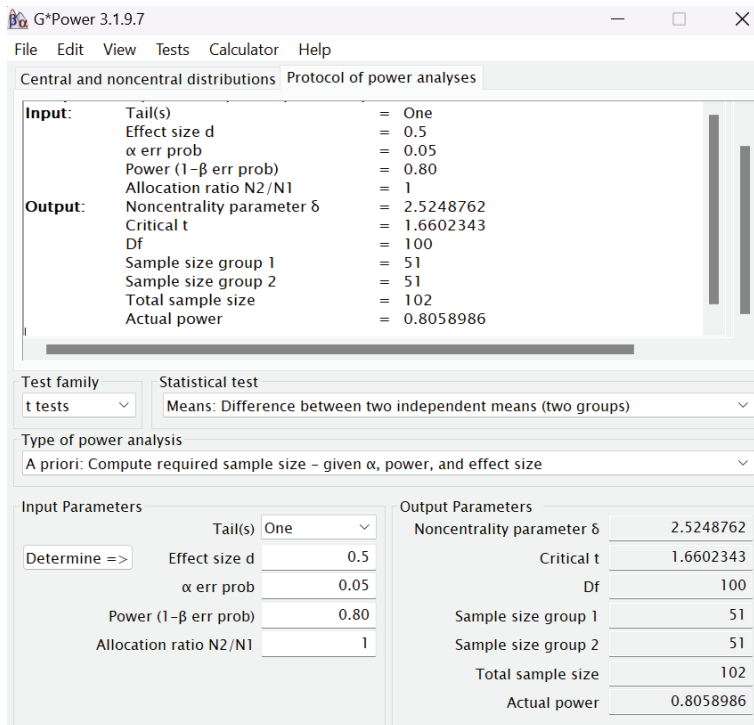 G*Power 3.1.9.7
File Edit View Tests Calculator Help
Central and noncentral distributions Protocol of power analyses
Input: Tail(s) = One
Effect size d = 0.5
α err prob = 0.05
Power (1-β err prob) = 0.80
Allocation ratio N2/N1 = 1
Output: Noncentrality parameter δ = 2.5248762
Critical t = 1.6602343
Df = 100
Sample size group 1 = 51
Sample size group 2 = 51
Total sample size = 102
Actual power = 0.8058986
Test family Statistical test
t tests Means: Difference between two independent means (two groups)
Type of power analysis
A priori: Compute required sample size – given α, power, and effect size
Input Parameters Output Parameters
Tail(s) One Noncentrality parameter δ 2.5248762
Determine => Effect size d 0.5 Critical t 1.6602343
α err prob 0.05 Df 100
Power (1-β err prob) 0.80 Sample size group 1 51
Allocation ratio N2/N1 1 Sample size group 2 51
Total sample size 102
Actual power 0.8058986